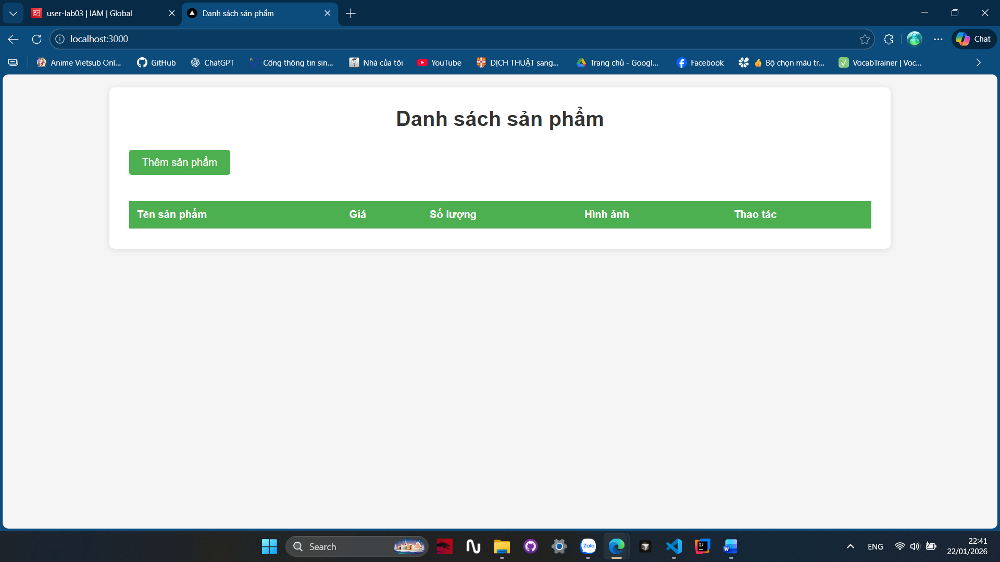 user-lab03 | IAM | Global
Danh sách sản phẩm
localhost:3000
Chat
Anime Vietsub Onl...
GitHub
ChatGPT
Cổng thông tin sin...
Nhà của tôi
YouTube
DỊCH THUẬT sang...
Trang chủ - Googl...
Facebook
👍 Bộ chọn màu tr...
VocabTrainer | Voc...
Danh sách sản phẩm
Thêm sản phẩm
Tên sản phẩm Giá Số lượng Hình ảnh Thao tác
Search
Zalo
IJ
W
ENG
22:41
22/01/2026